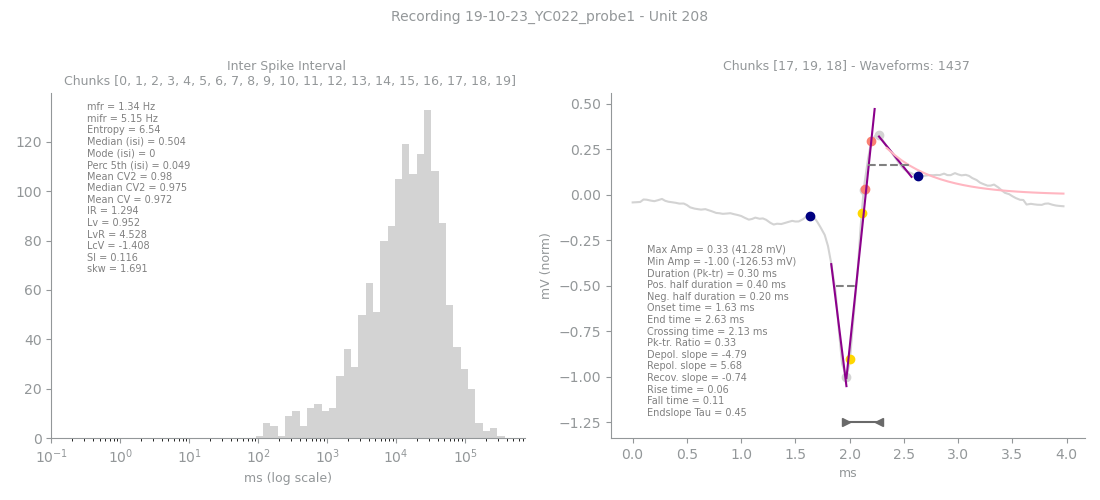 Recording 19-10-23_YC022_probe1 - Unit 208
Inter Spike Interval
Chunks [0, 1, 2, 3, 4, 5, 6, 7, 8, 9, 10, 11, 12, 13, 14, 15, 16, 17, 18, 19]
mfr = 1.34 Hz
mifr = 5.15 Hz
Entropy = 6.54
Median (isi) = 0.504
Mode (isi) = 0
Perc 5th (isi) = 0.049
Mean CV2 = 0.98
Median CV2 = 0.975
Mean CV = 0.972
IR = 1.294
Lv = 0.952
LvR = 4.528
LcV = -1.408
SI = 0.116
skw = 1.691
120
100
80
60
40
20
0
10⁻¹ 10⁰ 10¹ 10² 10³ 10⁴ 10⁵
ms (log scale)
Chunks [17, 19, 18] - Waveforms: 1437
mV (norm)
0.50
0.25
0.00
−0.25
−0.50
−0.75
−1.00
−1.25
Max Amp = 0.33 (41.28 mV)
Min Amp = -1.00 (-126.53 mV)
Duration (Pk-tr) = 0.30 ms
Pos. half duration = 0.40 ms
Neg. half duration = 0.20 ms
Onset time = 1.63 ms
End time = 2.63 ms
Crossing time = 2.13 ms
Pk-tr. Ratio = 0.33
Depol. slope = -4.79
Repol. slope = 5.68
Recov. slope = -0.74
Rise time = 0.06
Fall time = 0.11
Endslope Tau = 0.45
0.0 0.5 1.0 1.5 2.0 2.5 3.0 3.5 4.0
ms